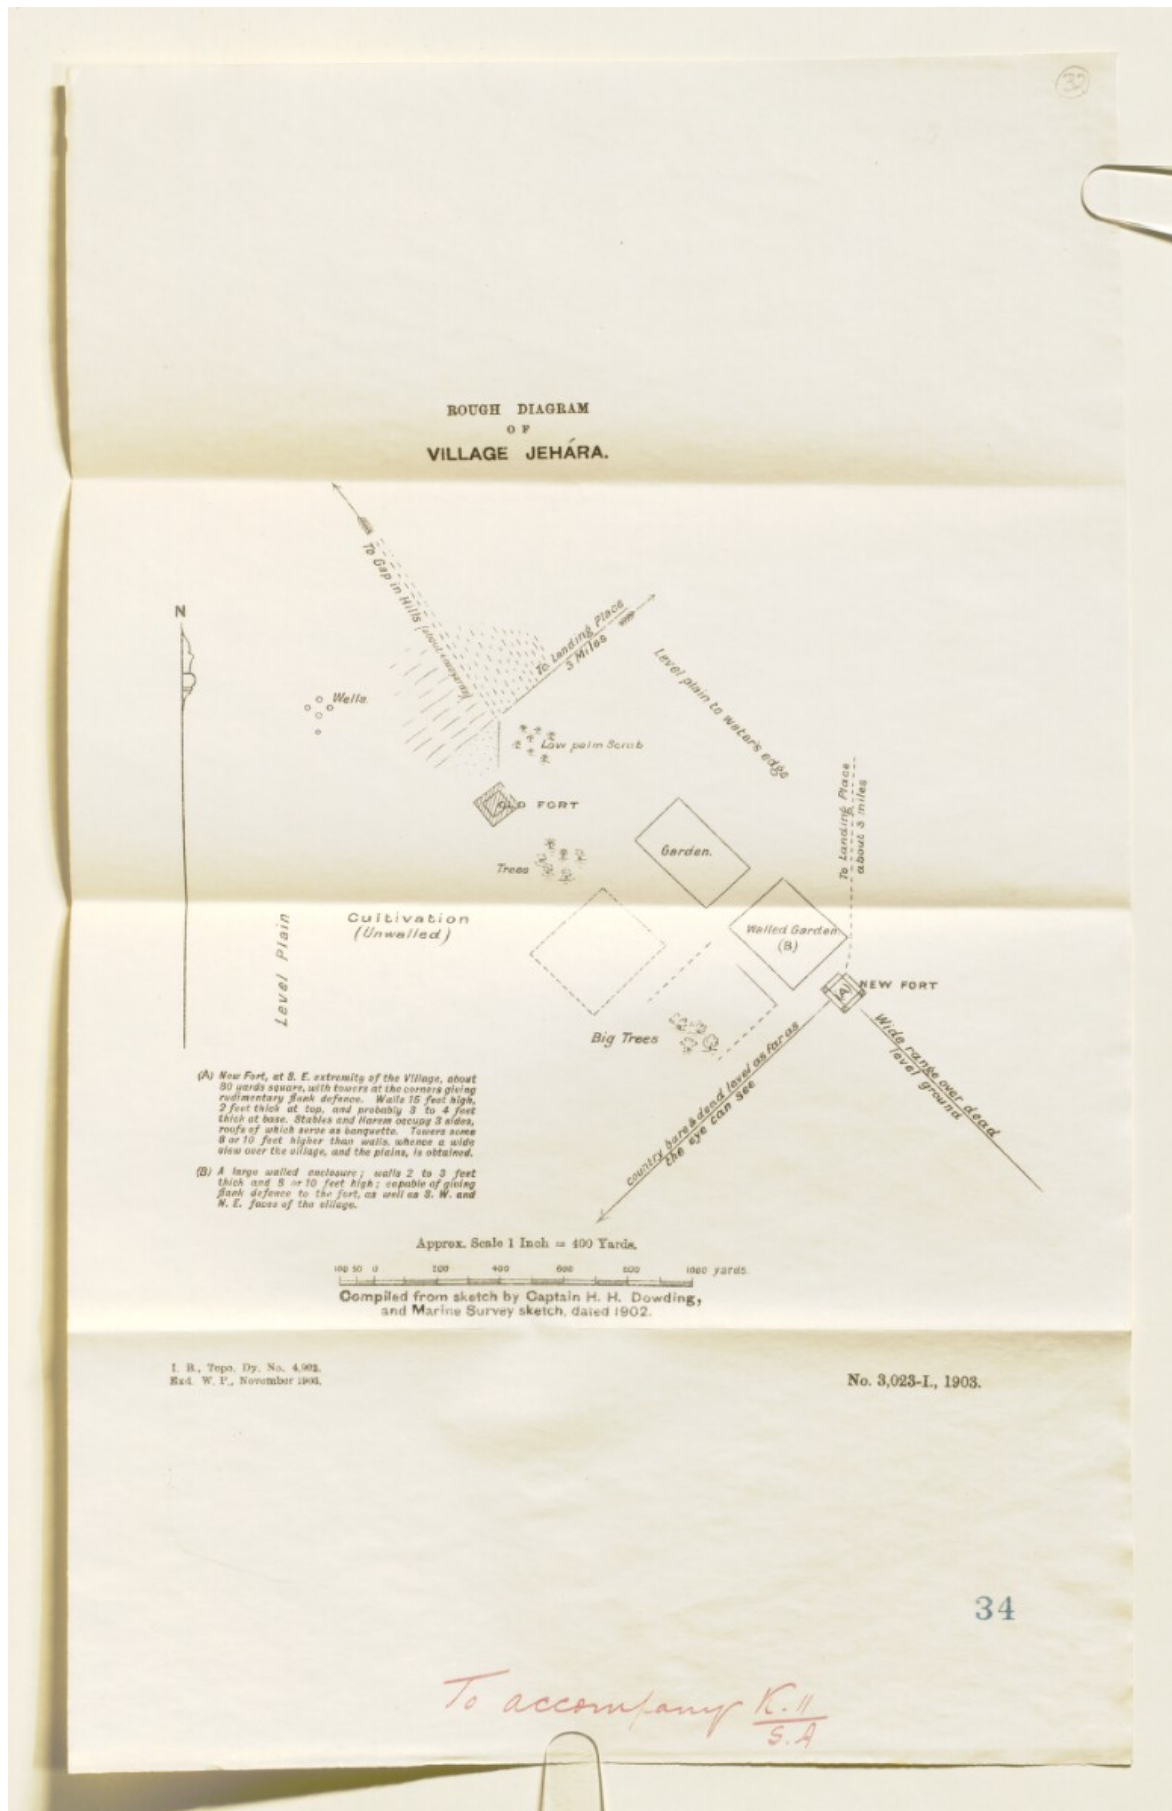 32
ROUGH DIAGRAM
OF
VILLAGE JEHÁRA.
N
To Gap in Hills
To Landing Place
3 Miles
Level plain to water's edge
Wells.
Low palm Scrub
OLD FORT
To Landing Place
about 3 miles
Garden.
Trees
Cultivation
(Unwalled)
Level Plain
Walled Garden
(B)
(A)
NEW FORT
Big Trees
Country bare & dead level as far as
the eye can see
Wide range over dead
level ground
(A) New Fort, at S. E. extremity of the Village, about
80 yards square, with towers at the corners giving
rudimentary flank defence. Walls 15 feet high,
2 feet thick at top, and probably 3 to 4 feet
thick at base. Stables and Harem occupy 3 sides,
roofs of which serve as banquette. Towers some
8 or 10 feet higher than walls, whence a wide
view over the village, and the plains, is obtained.
(B) A large walled enclosure; walls 2 to 3 feet
thick and 8 or 10 feet high; capable of giving
flank defence to the fort, as well as S. W. and
N. E. faces of the village.
Approx. Scale 1 Inch = 400 Yards.
100 50 0 200 400 600 800 1000 yards.
Compiled from sketch by Captain H. H. Dowding,
and Marine Survey sketch, dated 1902.
I. B., Topo. Dy. No. 4,992.
Exd. W. P., November 1903.
No. 3,023-I., 1903.
34
To accompany K.11
S.A